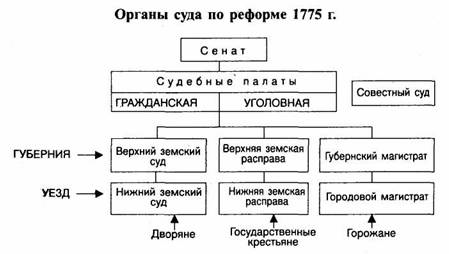 Органы суда по реформе 1775 г.
Сенат
Судебные палаты
ГРАЖДАНСКАЯ УГОЛОВНАЯ
Совестный суд
ГУБЕРНИЯ
Верхний земский
суд
Верхняя земская
расправа
Губернский магистрат
УЕЗД
Нижний земский
суд
Нижняя земская
расправа
Городовой магистрат
Дворяне
Государственные
крестьяне
Горожане